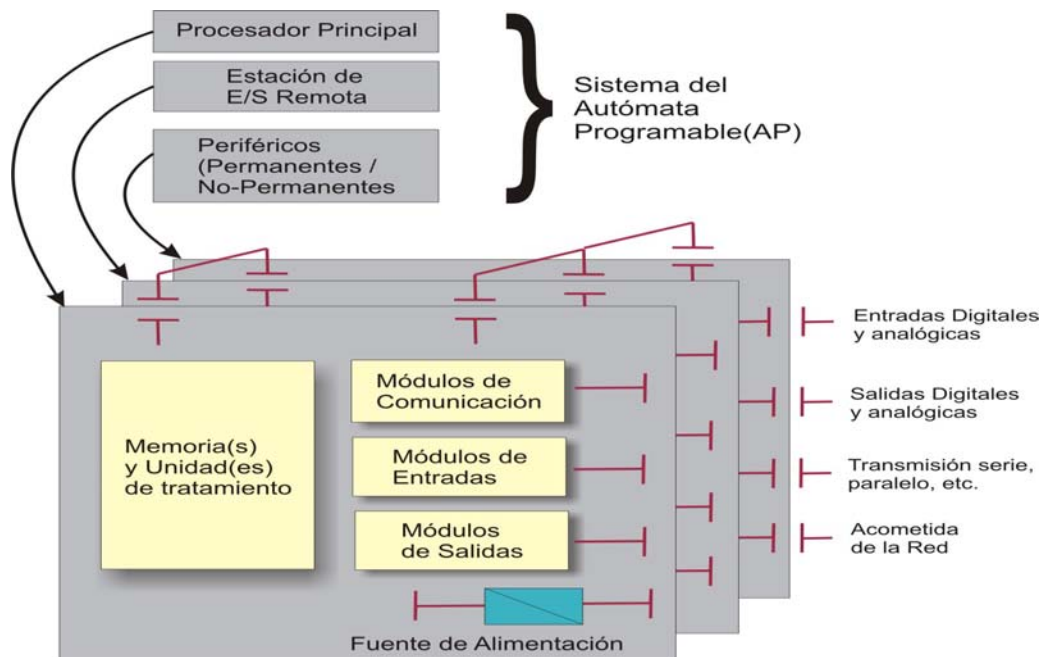 Procesador Principal
Estación de
E/S Remota
Periféricos
(Permanentes /
No-Permanentes
Sistema del
Autómata
Programable(AP)
Memoria(s)
y Unidad(es)
de tratamiento
Módulos de
Comunicación
Módulos de
Entradas
Módulos
de Salidas
Fuente de Alimentación
Entradas Digitales
y analógicas
Salidas Digitales
y analógicas
Transmisión serie,
paralelo, etc.
Acometida
de la Red